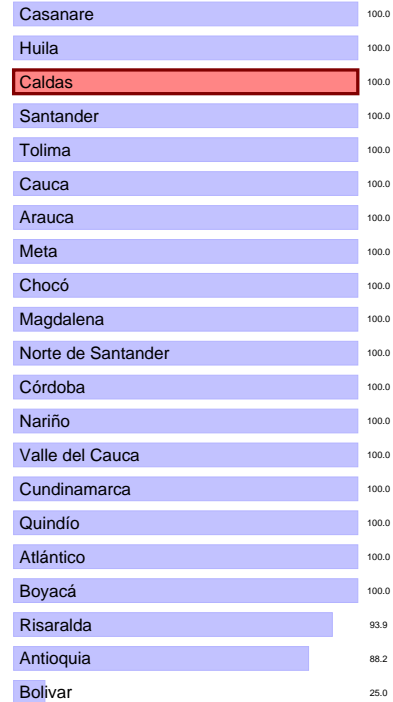 Casanare 100.0
Huila 100.0
Caldas 100.0
Santander 100.0
Tolima 100.0
Cauca 100.0
Arauca 100.0
Meta 100.0
Chocó 100.0
Magdalena 100.0
Norte de Santander 100.0
Córdoba 100.0
Nariño 100.0
Valle del Cauca 100.0
Cundinamarca 100.0
Quindío 100.0
Atlántico 100.0
Boyacá 100.0
Risaralda 93.9
Antioquia 88.2
Bolivar 25.0